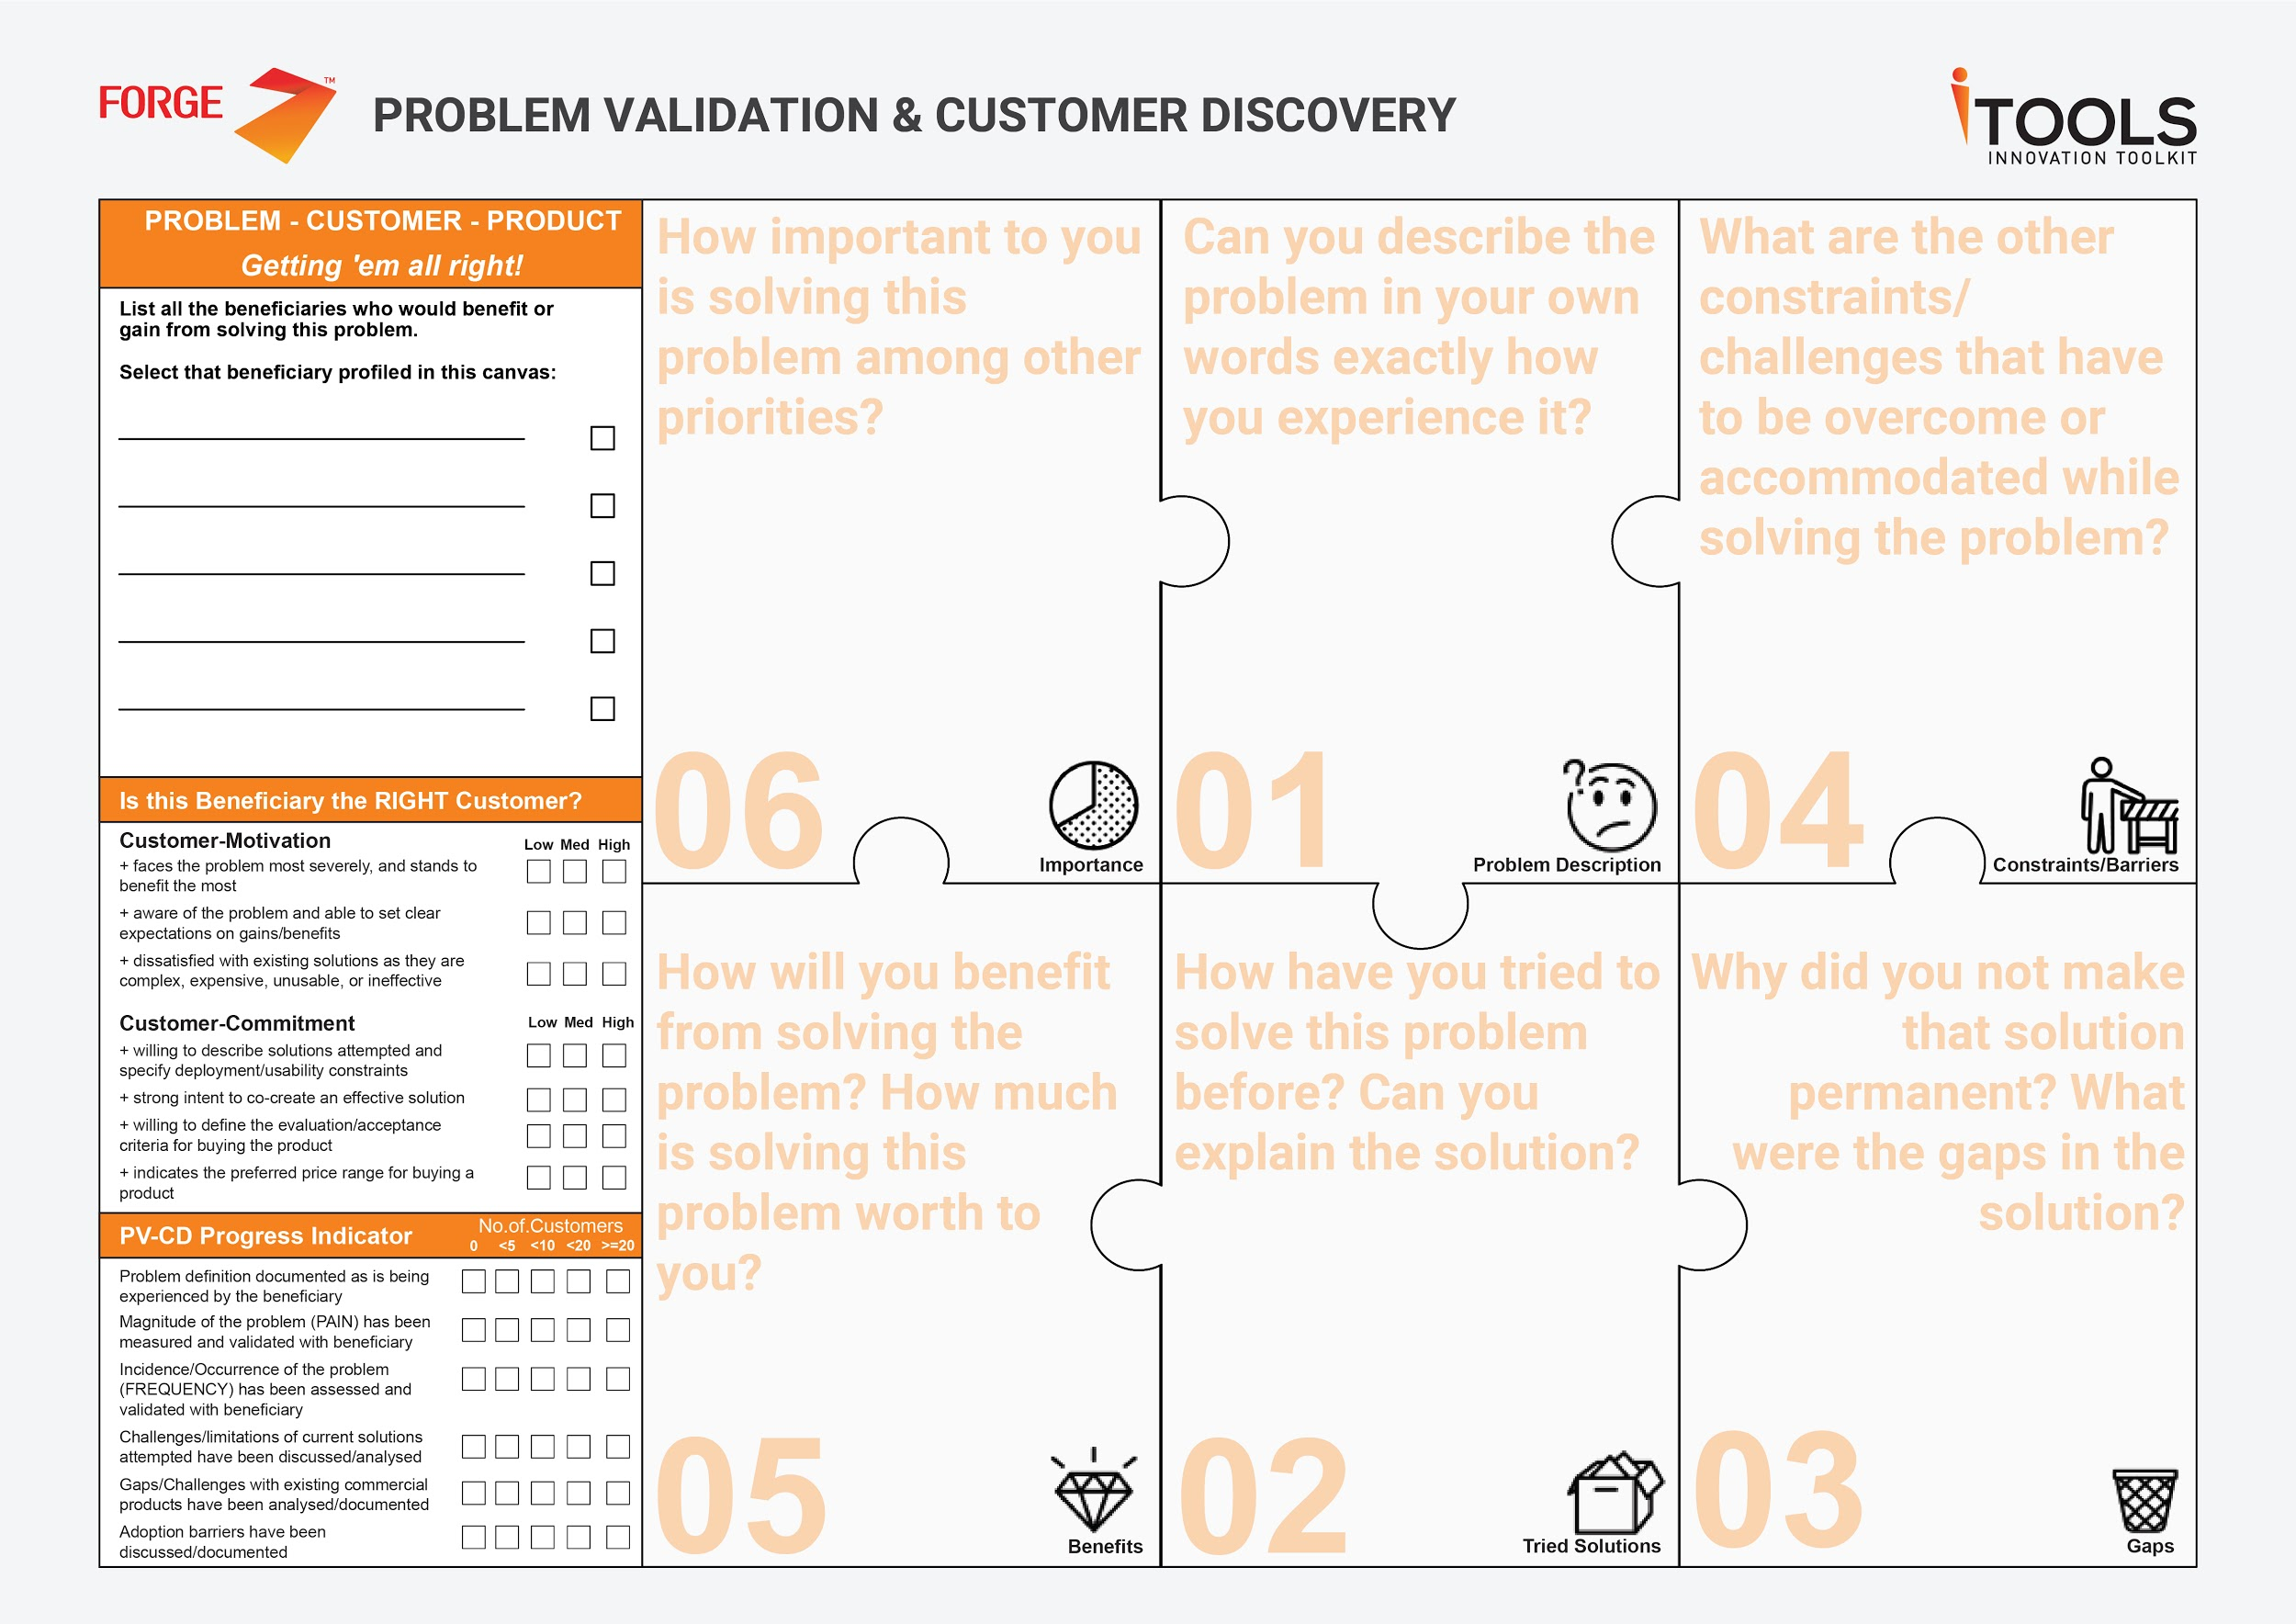 FORGE
TM
PROBLEM VALIDATION & CUSTOMER DISCOVERY
iTOOLS
INNOVATION TOOLKIT
PROBLEM - CUSTOMER - PRODUCT
Getting 'em all right!
List all the beneficiaries who would benefit or
gain from solving this problem.
Select that beneficiary profiled in this canvas:
Is this Beneficiary the RIGHT Customer?
Customer-Motivation
Low Med High
+ faces the problem most severely, and stands to
benefit the most
+ aware of the problem and able to set clear
expectations on gains/benefits
+ dissatisfied with existing solutions as they are
complex, expensive, unusable, or ineffective
Customer-Commitment
Low Med High
+ willing to describe solutions attempted and
specify deployment/usability constraints
+ strong intent to co-create an effective solution
+ willing to define the evaluation/acceptance
criteria for buying the product
+ indicates the preferred price range for buying a
product
PV-CD Progress Indicator
No.of.Customers
0 <5 <10 <20 >=20
Problem definition documented as is being
experienced by the beneficiary
Magnitude of the problem (PAIN) has been
measured and validated with beneficiary
Incidence/Occurrence of the problem
(FREQUENCY) has been assessed and
validated with beneficiary
Challenges/limitations of current solutions
attempted have been discussed/analysed
Gaps/Challenges with existing commercial
products have been analysed/documented
Adoption barriers have been
discussed/documented
How important to you
is solving this
problem among other
priorities?
06
Importance
Can you describe the
problem in your own
words exactly how
you experience it?
01
Problem Description
What are the other
constraints/
challenges that have
to be overcome or
accommodated while
solving the problem?
04
Constraints/Barriers
How will you benefit
from solving the
problem? How much
is solving this
problem worth to
you?
05
Benefits
How have you tried to
solve this problem
before? Can you
explain the solution?
02
Tried Solutions
Why did you not make
that solution
permanent? What
were the gaps in the
solution?
03
Gaps